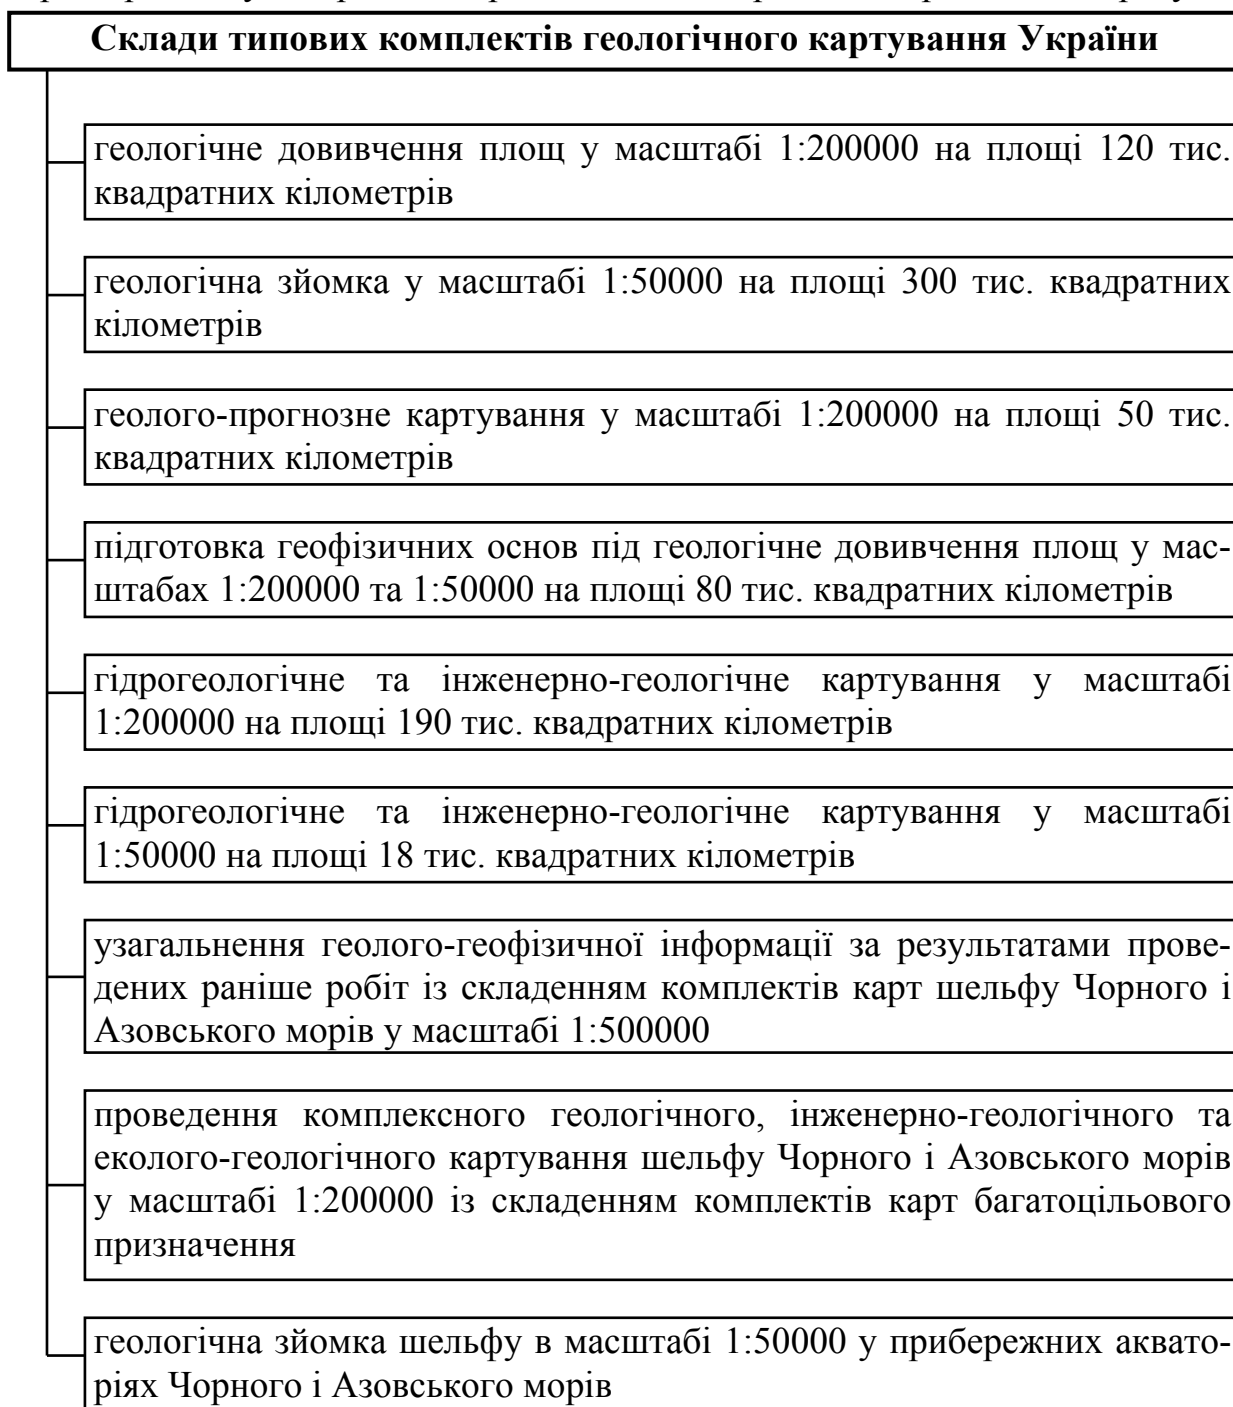 Склади типових комплектів геологічного картування України
геологічне довивчення площ у масштабі 1:200000 на площі 120 тис.
квадратних кілометрів
геологічна зйомка у масштабі 1:50000 на площі 300 тис. квадратних
кілометрів
геолого-прогнозне картування у масштабі 1:200000 на площі 50 тис.
квадратних кілометрів
підготовка геофізичних основ під геологічне довивчення площ у мас-
штабах 1:200000 та 1:50000 на площі 80 тис. квадратних кілометрів
гідрогеологічне та інженерно-геологічне картування у масштабі
1:200000 на площі 190 тис. квадратних кілометрів
гідрогеологічне та інженерно-геологічне картування у масштабі
1:50000 на площі 18 тис. квадратних кілометрів
узагальнення геолого-геофізичної інформації за результатами прове-
дених раніше робіт із складенням комплектів карт шельфу Чорного і
Азовського морів у масштабі 1:500000
проведення комплексного геологічного, інженерно-геологічного та
еколого-геологічного картування шельфу Чорного і Азовського морів
у масштабі 1:200000 із складенням комплектів карт багатоцільового
призначення
геологічна зйомка шельфу в масштабі 1:50000 у прибережних аквато-
ріях Чорного і Азовського морів